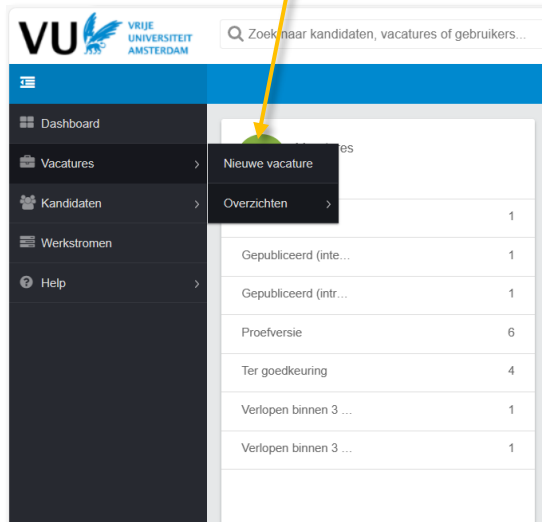 VU
VRIJE
UNIVERSITEIT
AMSTERDAM
Zoek naar kandidaten, vacatures of gebruikers...
Dashboard
Vacatures
Nieuwe vacature
Kandidaten
Overzichten
1
Werkstromen
Gepubliceerd (inte... 1
Help
Gepubliceerd (intr... 1
Proefversie 6
Ter goedkeuring 4
Verlopen binnen 3 ... 1
Verlopen binnen 3 ... 1